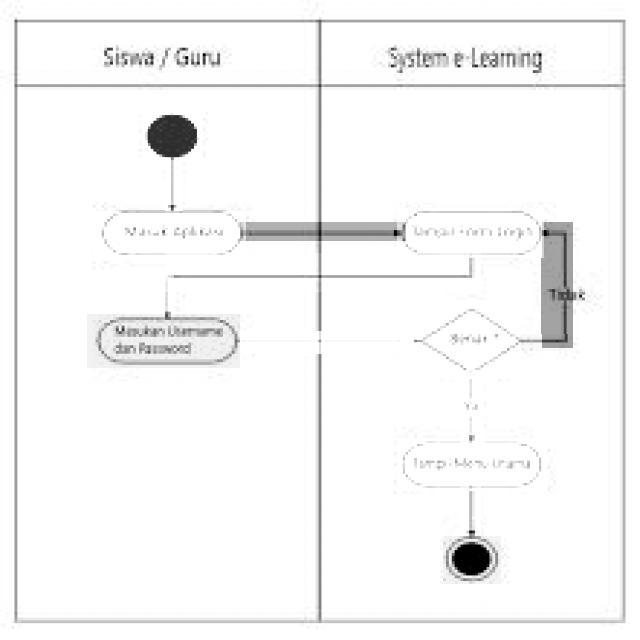 Siswa / Guru
System e-Learning
Masuk Aplikasi
Tampil Form Login
Tidak
Masukan Username
dan Password
Benar ?
Ya
Tampil Menu Utama